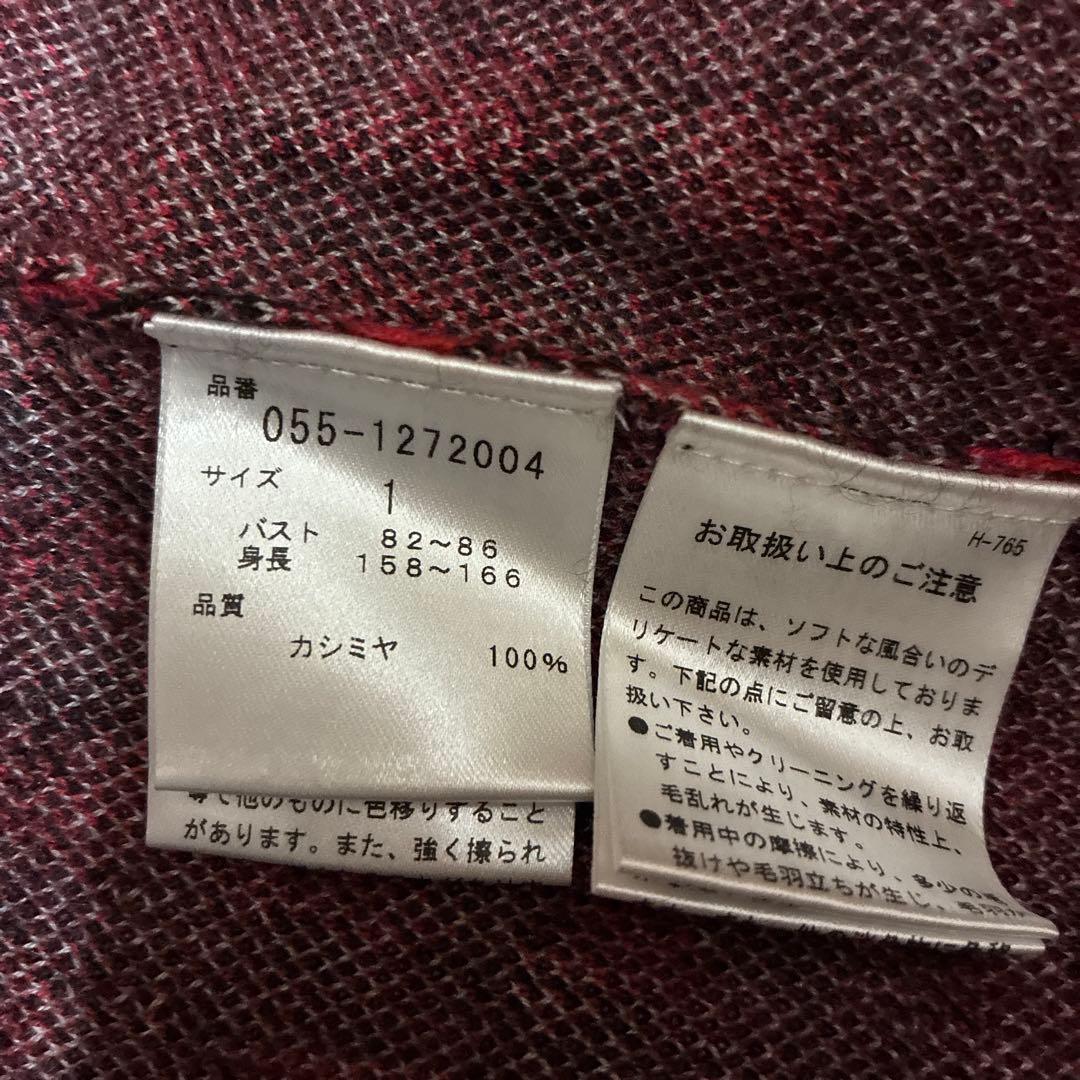 品番
055-1272004
サイズ 1
バスト 82～86
身長 158～166
品質
カシミヤ 100%
他のものに色移りすること
があります。また、強く擦られ
H-765
お取扱い上のご注意
この商品は、ソフトな風合いのデ
リケートな素材を使用しておりま
す。下記の点にご留意の上、お取
扱い下さい。
●ご着用やクリーニングを繰り返
すことにより、素材の特性上、
毛乱れが生じます。
●着用中の摩擦により、多少の
抜けや毛羽立ちが生じ、毛羽